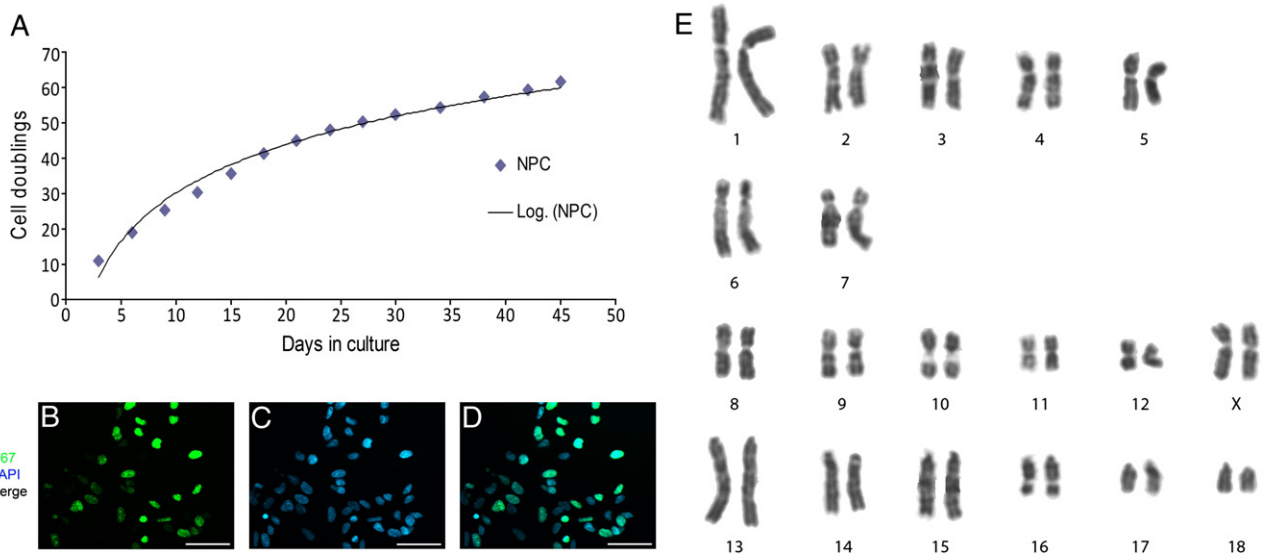 A
70
60
50
40
30
20
10
0
Cell doublings
0 5 10 15 20 25 30 35 40 45 50
Days in culture
NPC
Log. (NPC)
B C D
67
API
erge
E
1 2 3 4 5
6 7
8 9 10 11 12 X
13 14 15 16 17 18